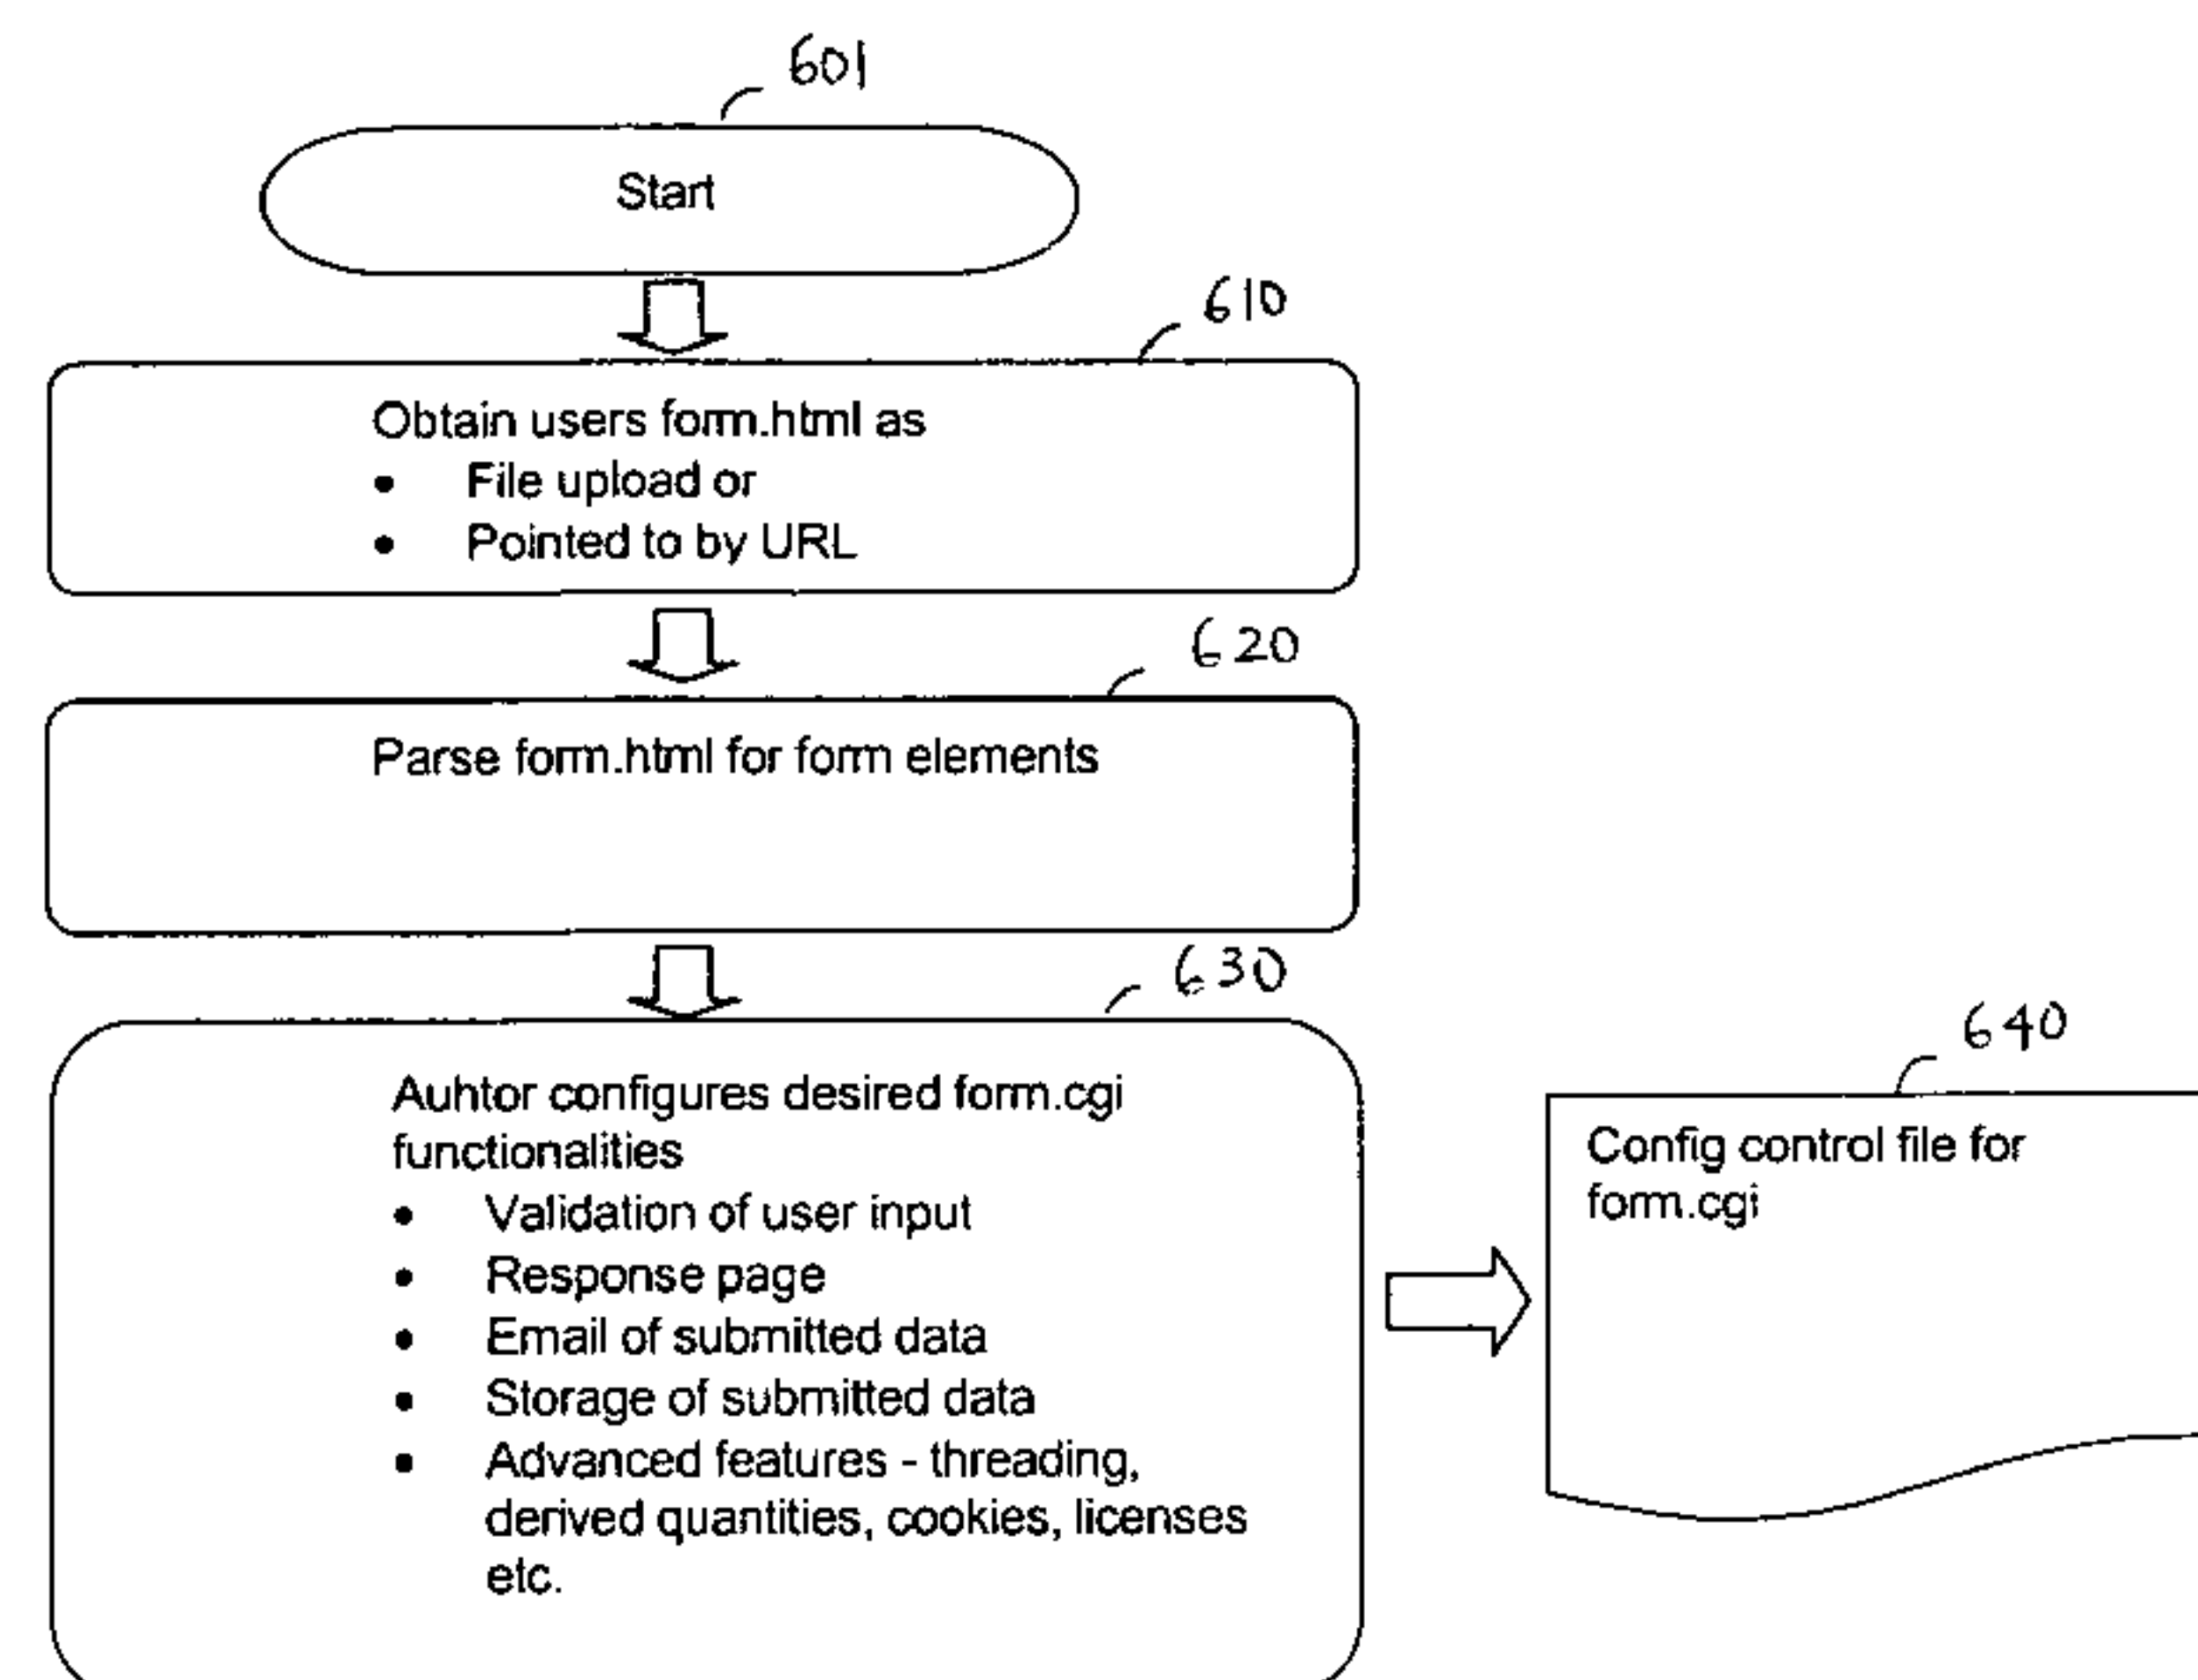 601
Start
610
Obtain users form.html as
• File upload or
• Pointed to by URL
620
Parse form.html for form elements
630
Auhtor configures desired form.cgi
functionalities
• Validation of user input
• Response page
• Email of submitted data
• Storage of submitted data
• Advanced features - threading,
derived quantities, cookies, licenses
etc.
640
Config control file for
form.cgi